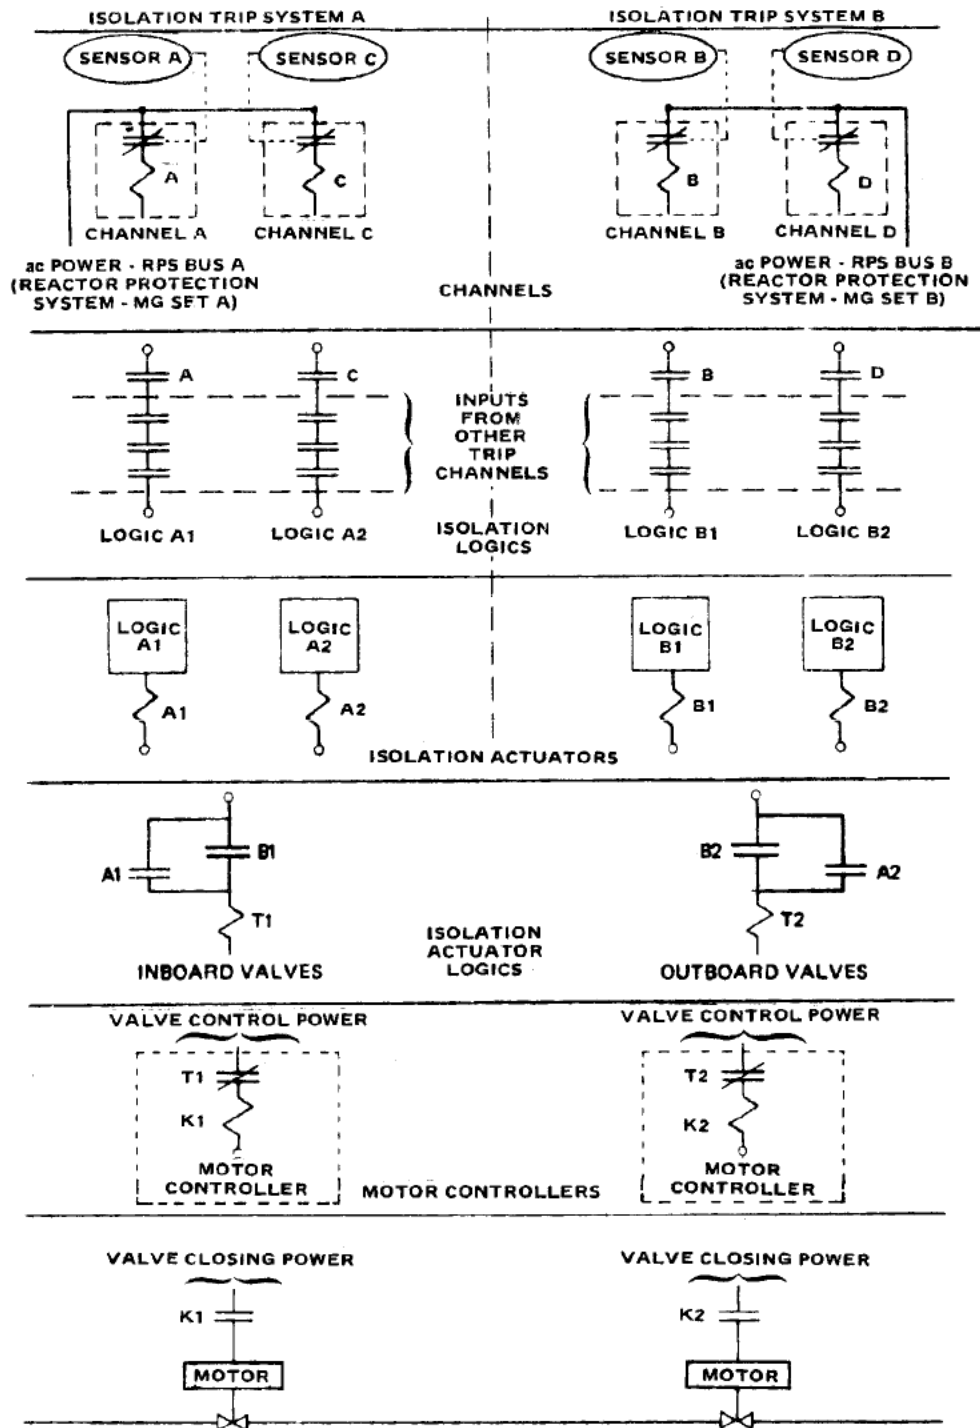 ISOLATION TRIP SYSTEM A
ISOLATION TRIP SYSTEM B
SENSOR A
SENSOR C
SENSOR B
SENSOR D
A
C
B
D
CHANNEL A
CHANNEL C
CHANNEL B
CHANNEL D
ac POWER - RPS BUS A
(REACTOR PROTECTION
SYSTEM - MG SET A)
ac POWER - RPS BUS B
(REACTOR PROTECTION
SYSTEM - MG SET B)
CHANNELS
A
C
B
D
INPUTS
FROM
OTHER
TRIP
CHANNELS
LOGIC A1
LOGIC A2
LOGIC B1
LOGIC B2
ISOLATION
LOGICS
LOGIC
A1
LOGIC
A2
LOGIC
B1
LOGIC
B2
A1
A2
B1
B2
ISOLATION ACTUATORS
B1
A1
T1
B2
A2
T2
ISOLATION
ACTUATOR
LOGICS
INBOARD VALVES
OUTBOARD VALVES
VALVE CONTROL POWER
VALVE CONTROL POWER
T1
K1
T2
K2
MOTOR
CONTROLLER
MOTOR
CONTROLLER
MOTOR CONTROLLERS
VALVE CLOSING POWER
VALVE CLOSING POWER
K1
K2
MOTOR
MOTOR